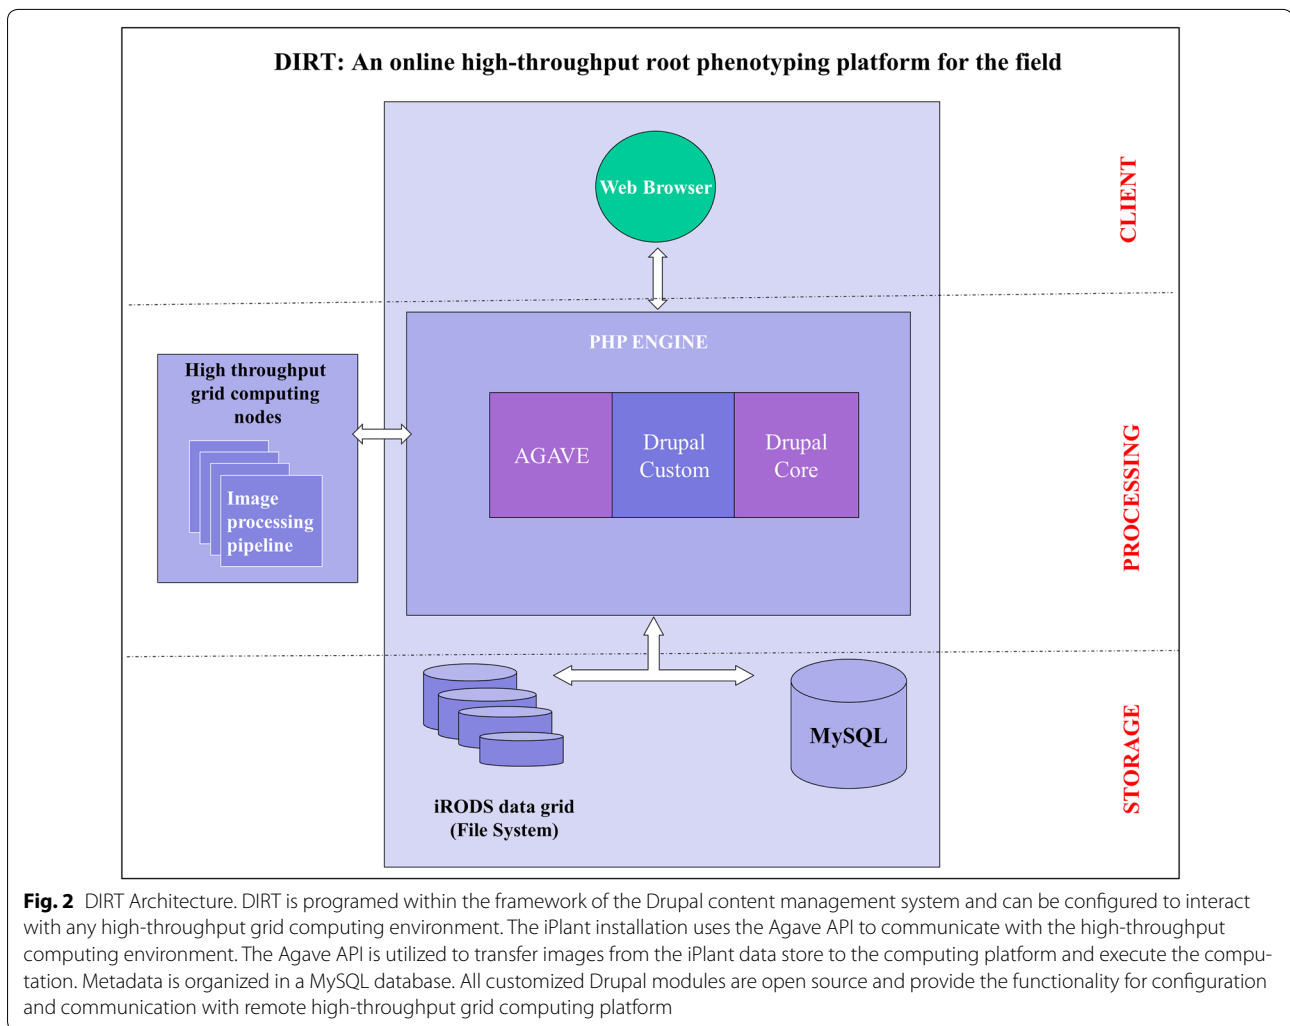 DIRT: An online high-throughput root phenotyping platform for the field
Web Browser
CLIENT
PHP ENGINE
High throughput
grid computing
nodes
Image
processing
pipeline
AGAVE
Drupal
Custom
Drupal
Core
PROCESSING
iRODS data grid
(File System)
MySQL
STORAGE
Fig. 2 DIRT Architecture. DIRT is programed within the framework of the Drupal content management system and can be configured to interact
with any high-throughput grid computing environment. The iPlant installation uses the Agave API to communicate with the high-throughput
computing environment. The Agave API is utilized to transfer images from the iPlant data store to the computing platform and execute the compu-
tation. Metadata is organized in a MySQL database. All customized Drupal modules are open source and provide the functionality for configuration
and communication with remote high-throughput grid computing platform